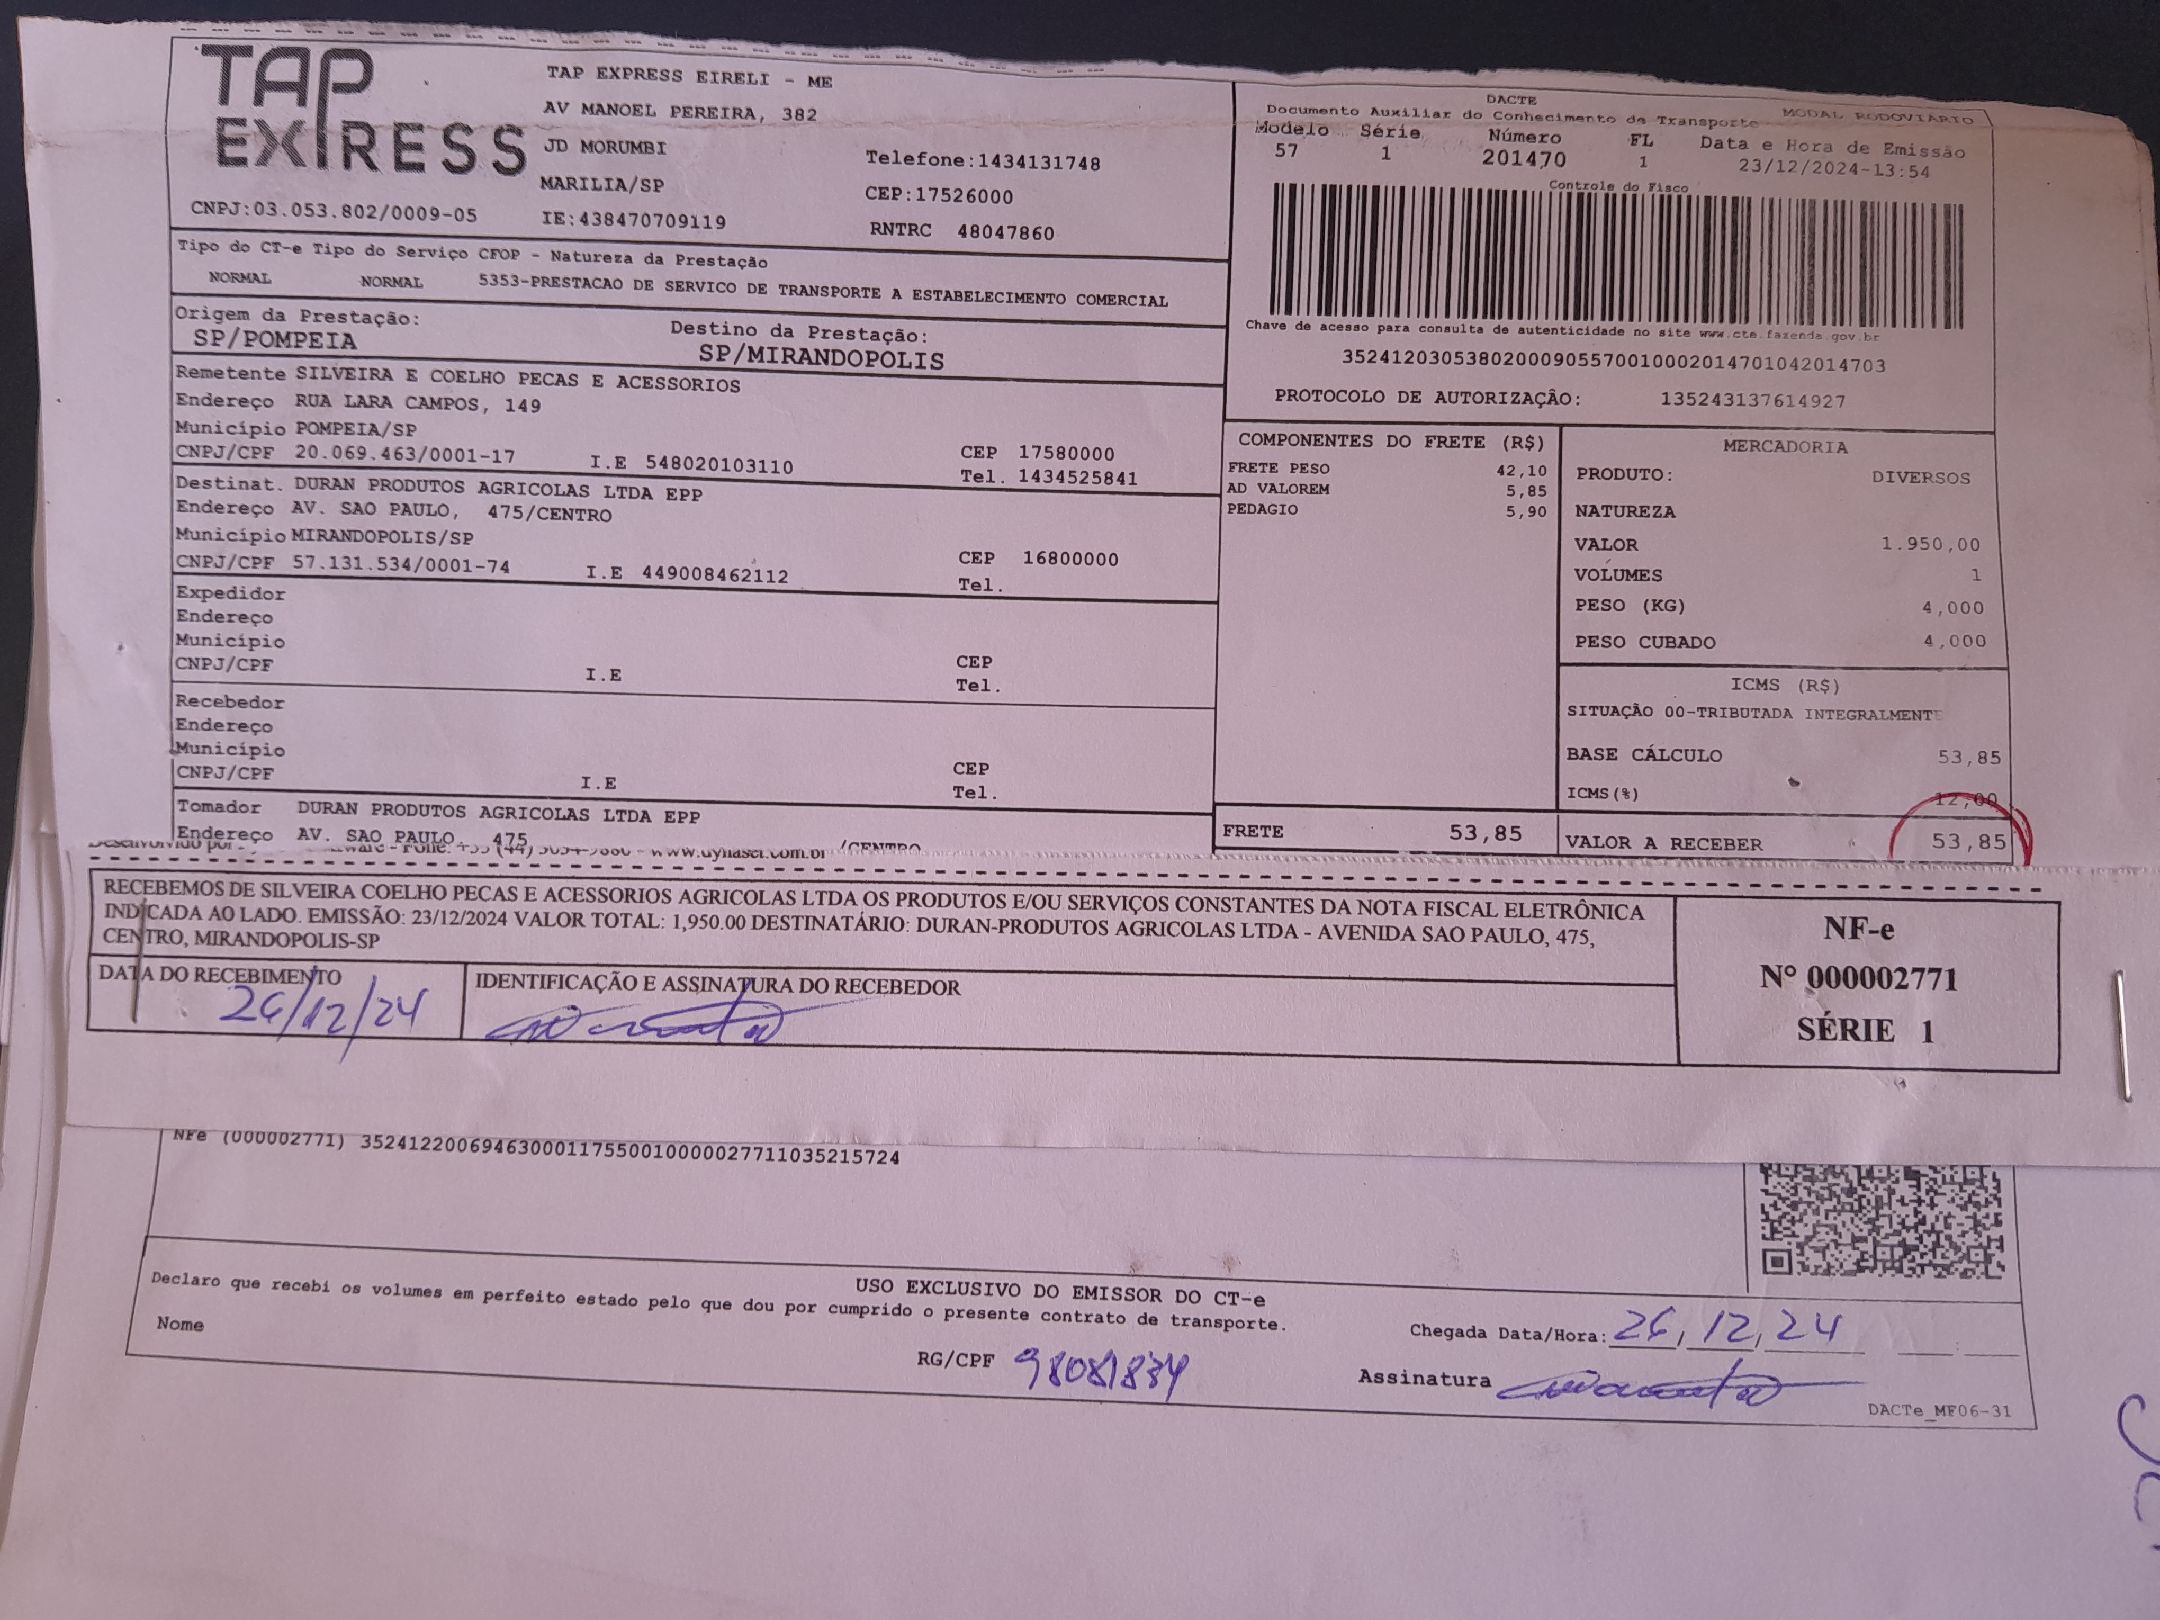 TAP EXPRESS
TAP EXPRESS EIRELI - ME
AV MANOEL PEREIRA, 382
JD MORUMBI
Telefone:1434131748
MARILIA/SP
CEP:17526000
CNPJ:03.053.802/0009-05
IE:438470709119
RNTRC 48047860
DACTE
Documento Auxiliar do Conhecimento de Transporte
MODAL RODOVIARIO
Modelo Série Número FL Data e Hora de Emissão
57 1 201470 1 23/12/2024-13:54
Controle do Fisco
Chave de acesso para consulta de autenticidade no site www.cte.fazenda.gov.br
35241203053802000905570010002014701042014703
PROTOCOLO DE AUTORIZAÇÃO: 135243137614927
Tipo do CT-e Tipo do Serviço CFOP - Natureza da Prestação
NORMAL NORMAL 5353-PRESTACAO DE SERVICO DE TRANSPORTE A ESTABELECIMENTO COMERCIAL
Origem da Prestação: Destino da Prestação:
SP/POMPEIA SP/MIRANDOPOLIS
Remetente SILVEIRA E COELHO PECAS E ACESSORIOS
Endereço RUA LARA CAMPOS, 149
Município POMPEIA/SP
CEP 17580000
CNPJ/CPF 20.069.463/0001-17 I.E 548020103110 Tel. 1434525841
Destinat. DURAN PRODUTOS AGRICOLAS LTDA EPP
Endereço AV. SAO PAULO, 475/CENTRO
Município MIRANDOPOLIS/SP
CEP 16800000
CNPJ/CPF 57.131.534/0001-74 I.E 449008462112 Tel.
Expedidor
Endereço
Município
CEP
CNPJ/CPF I.E Tel.
Recebedor
Endereço
Município
CEP
CNPJ/CPF I.E Tel.
Tomador DURAN PRODUTOS AGRICOLAS LTDA EPP
Endereço AV. SAO PAULO, 475 /CENTRO
COMPONENTES DO FRETE (R$)
FRETE PESO 42,10
AD VALOREM 5,85
PEDAGIO 5,90
FRETE 53,85
MERCADORIA
PRODUTO: DIVERSOS
NATUREZA
VALOR 1.950,00
VOLUMES 1
PESO (KG) 4,000
PESO CUBADO 4,000
ICMS (R$)
SITUAÇÃO 00-TRIBUTADA INTEGRALMENTE
BASE CÁLCULO 53,85
ICMS(%) 12,00
VALOR A RECEBER 53,85
RECEBEMOS DE SILVEIRA COELHO PECAS E ACESSORIOS AGRICOLAS LTDA OS PRODUTOS E/OU SERVIÇOS CONSTANTES DA NOTA FISCAL ELETRÔNICA
INDICADA AO LADO. EMISSÃO: 23/12/2024 VALOR TOTAL: 1,950.00 DESTINATÁRIO: DURAN-PRODUTOS AGRICOLAS LTDA - AVENIDA SAO PAULO, 475,
CENTRO, MIRANDOPOLIS-SP
DATA DO RECEBIMENTO
26/12/24
IDENTIFICAÇÃO E ASSINATURA DO RECEBEDOR
NF-e
Nº 000002771
SÉRIE 1
NFe (000002771) 35241220069463000117550010000027711035215724
USO EXCLUSIVO DO EMISSOR DO CT-e
Declaro que recebi os volumes em perfeito estado pelo que dou por cumprido o presente contrato de transporte.
Nome
RG/CPF 98081834
Chegada Data/Hora: 26,12,24
Assinatura
DACTe_MF06-31